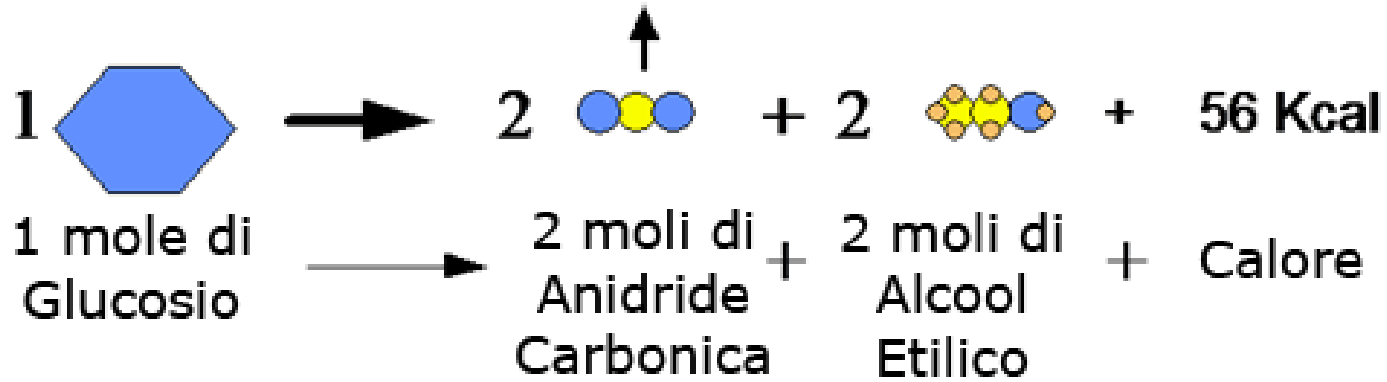 1 2 + 2 + 56 Kcal
1 mole di Glucosio
2 moli di Anidride Carbonica
+
2 moli di Alcool Etilico
+
Calore